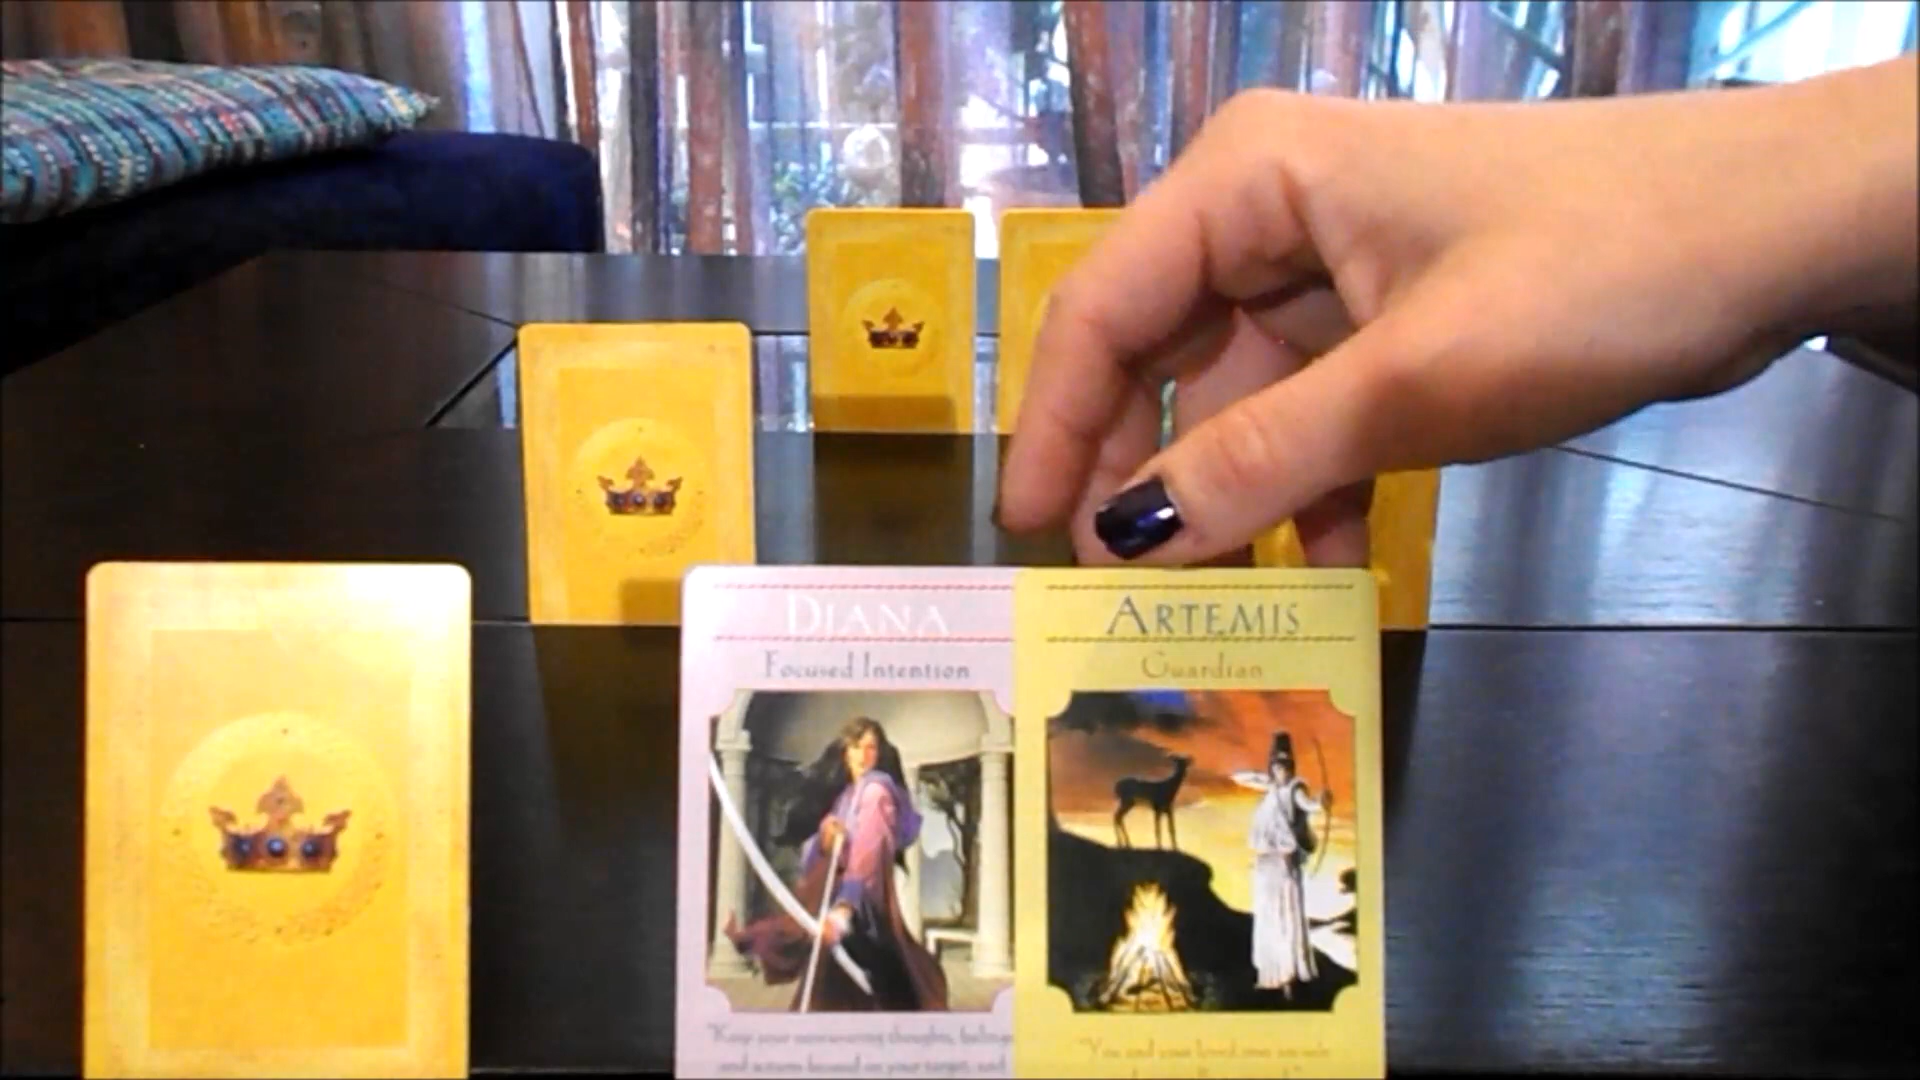 DIANA
Focused Intention
"Keep your unwavering thoughts, feelings
and actions focused on your target, and
ARTEMIS
Guardian
"You and your loved ones are safe